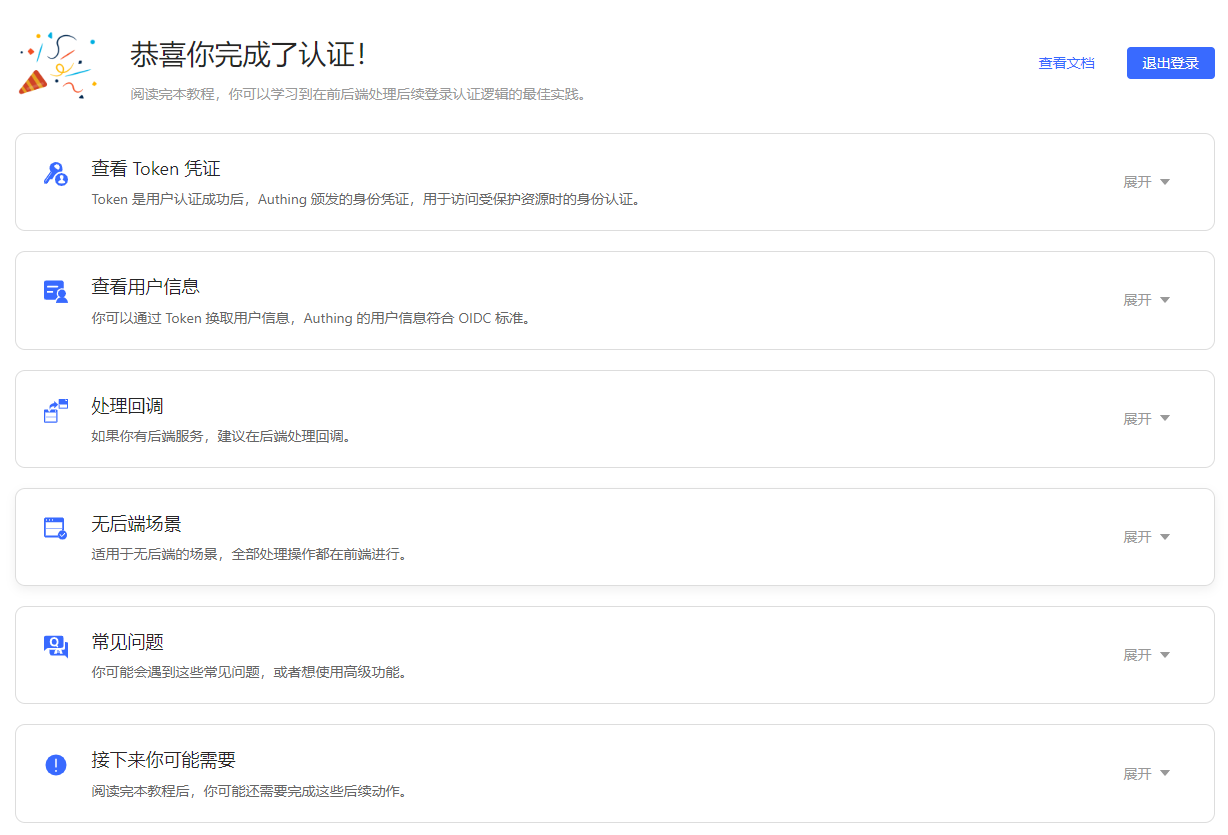 恭喜你完成了认证！
查看文档
退出登录
阅读完本教程，你可以学习到在前后端处理后续登录认证逻辑的最佳实践。
查看 Token 凭证
展开
Token 是用户认证成功后，Authing 颁发的身份凭证，用于访问受保护资源时的身份认证。
查看用户信息
展开
你可以通过 Token 换取用户信息，Authing 的用户信息符合 OIDC 标准。
处理回调
展开
如果你有后端服务，建议在后端处理回调。
无后端场景
展开
适用于无后端的场景，全部处理操作都在前端进行。
常见问题
展开
你可能会遇到这些常见问题，或者想使用高级功能。
接下来你可能需要
展开
阅读完本教程后，你可能还需要完成这些后续动作。